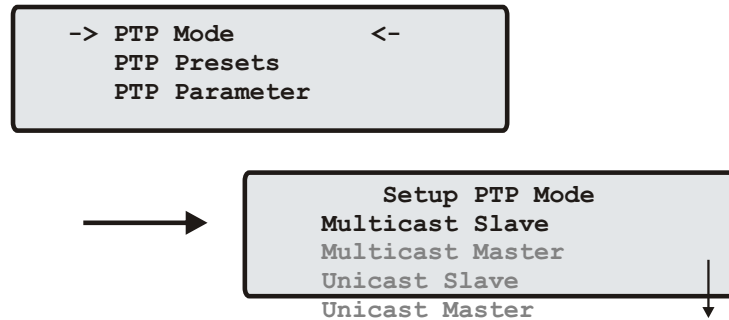 -> PTP Mode <-
PTP Presets
PTP Parameter
Setup PTP Mode
Multicast Slave
Multicast Master
Unicast Slave
Unicast Master